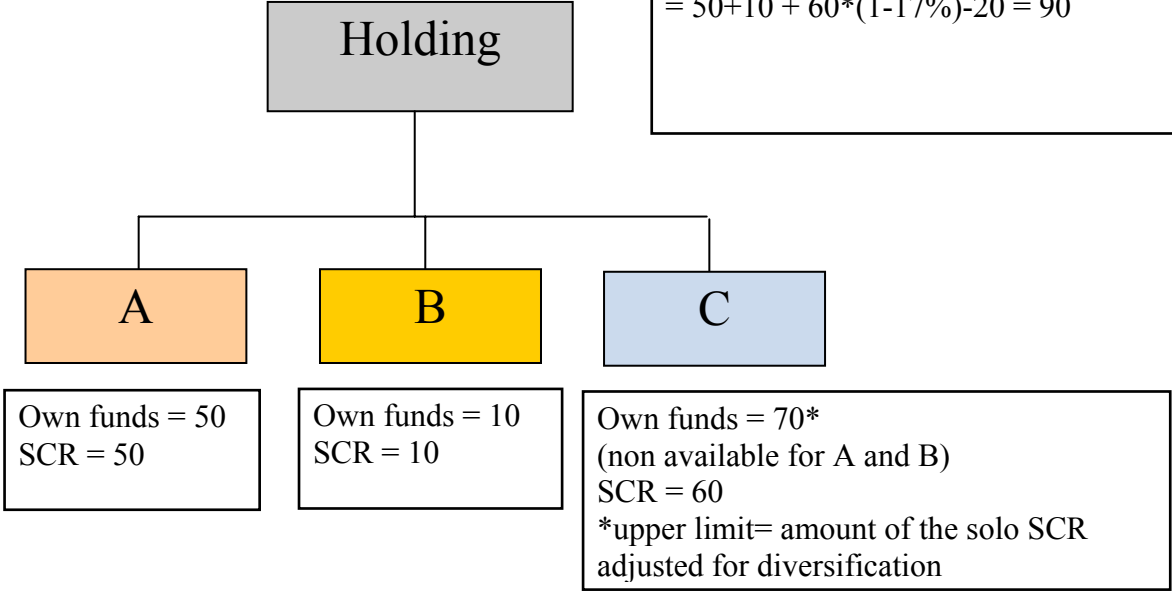 = 50+10 + 60*(1-17%)-20 = 90
Holding
A
B
C
Own funds = 50
SCR = 50
Own funds = 10
SCR = 10
Own funds = 70*
(non available for A and B)
SCR = 60
*upper limit= amount of the solo SCR
adjusted for diversification